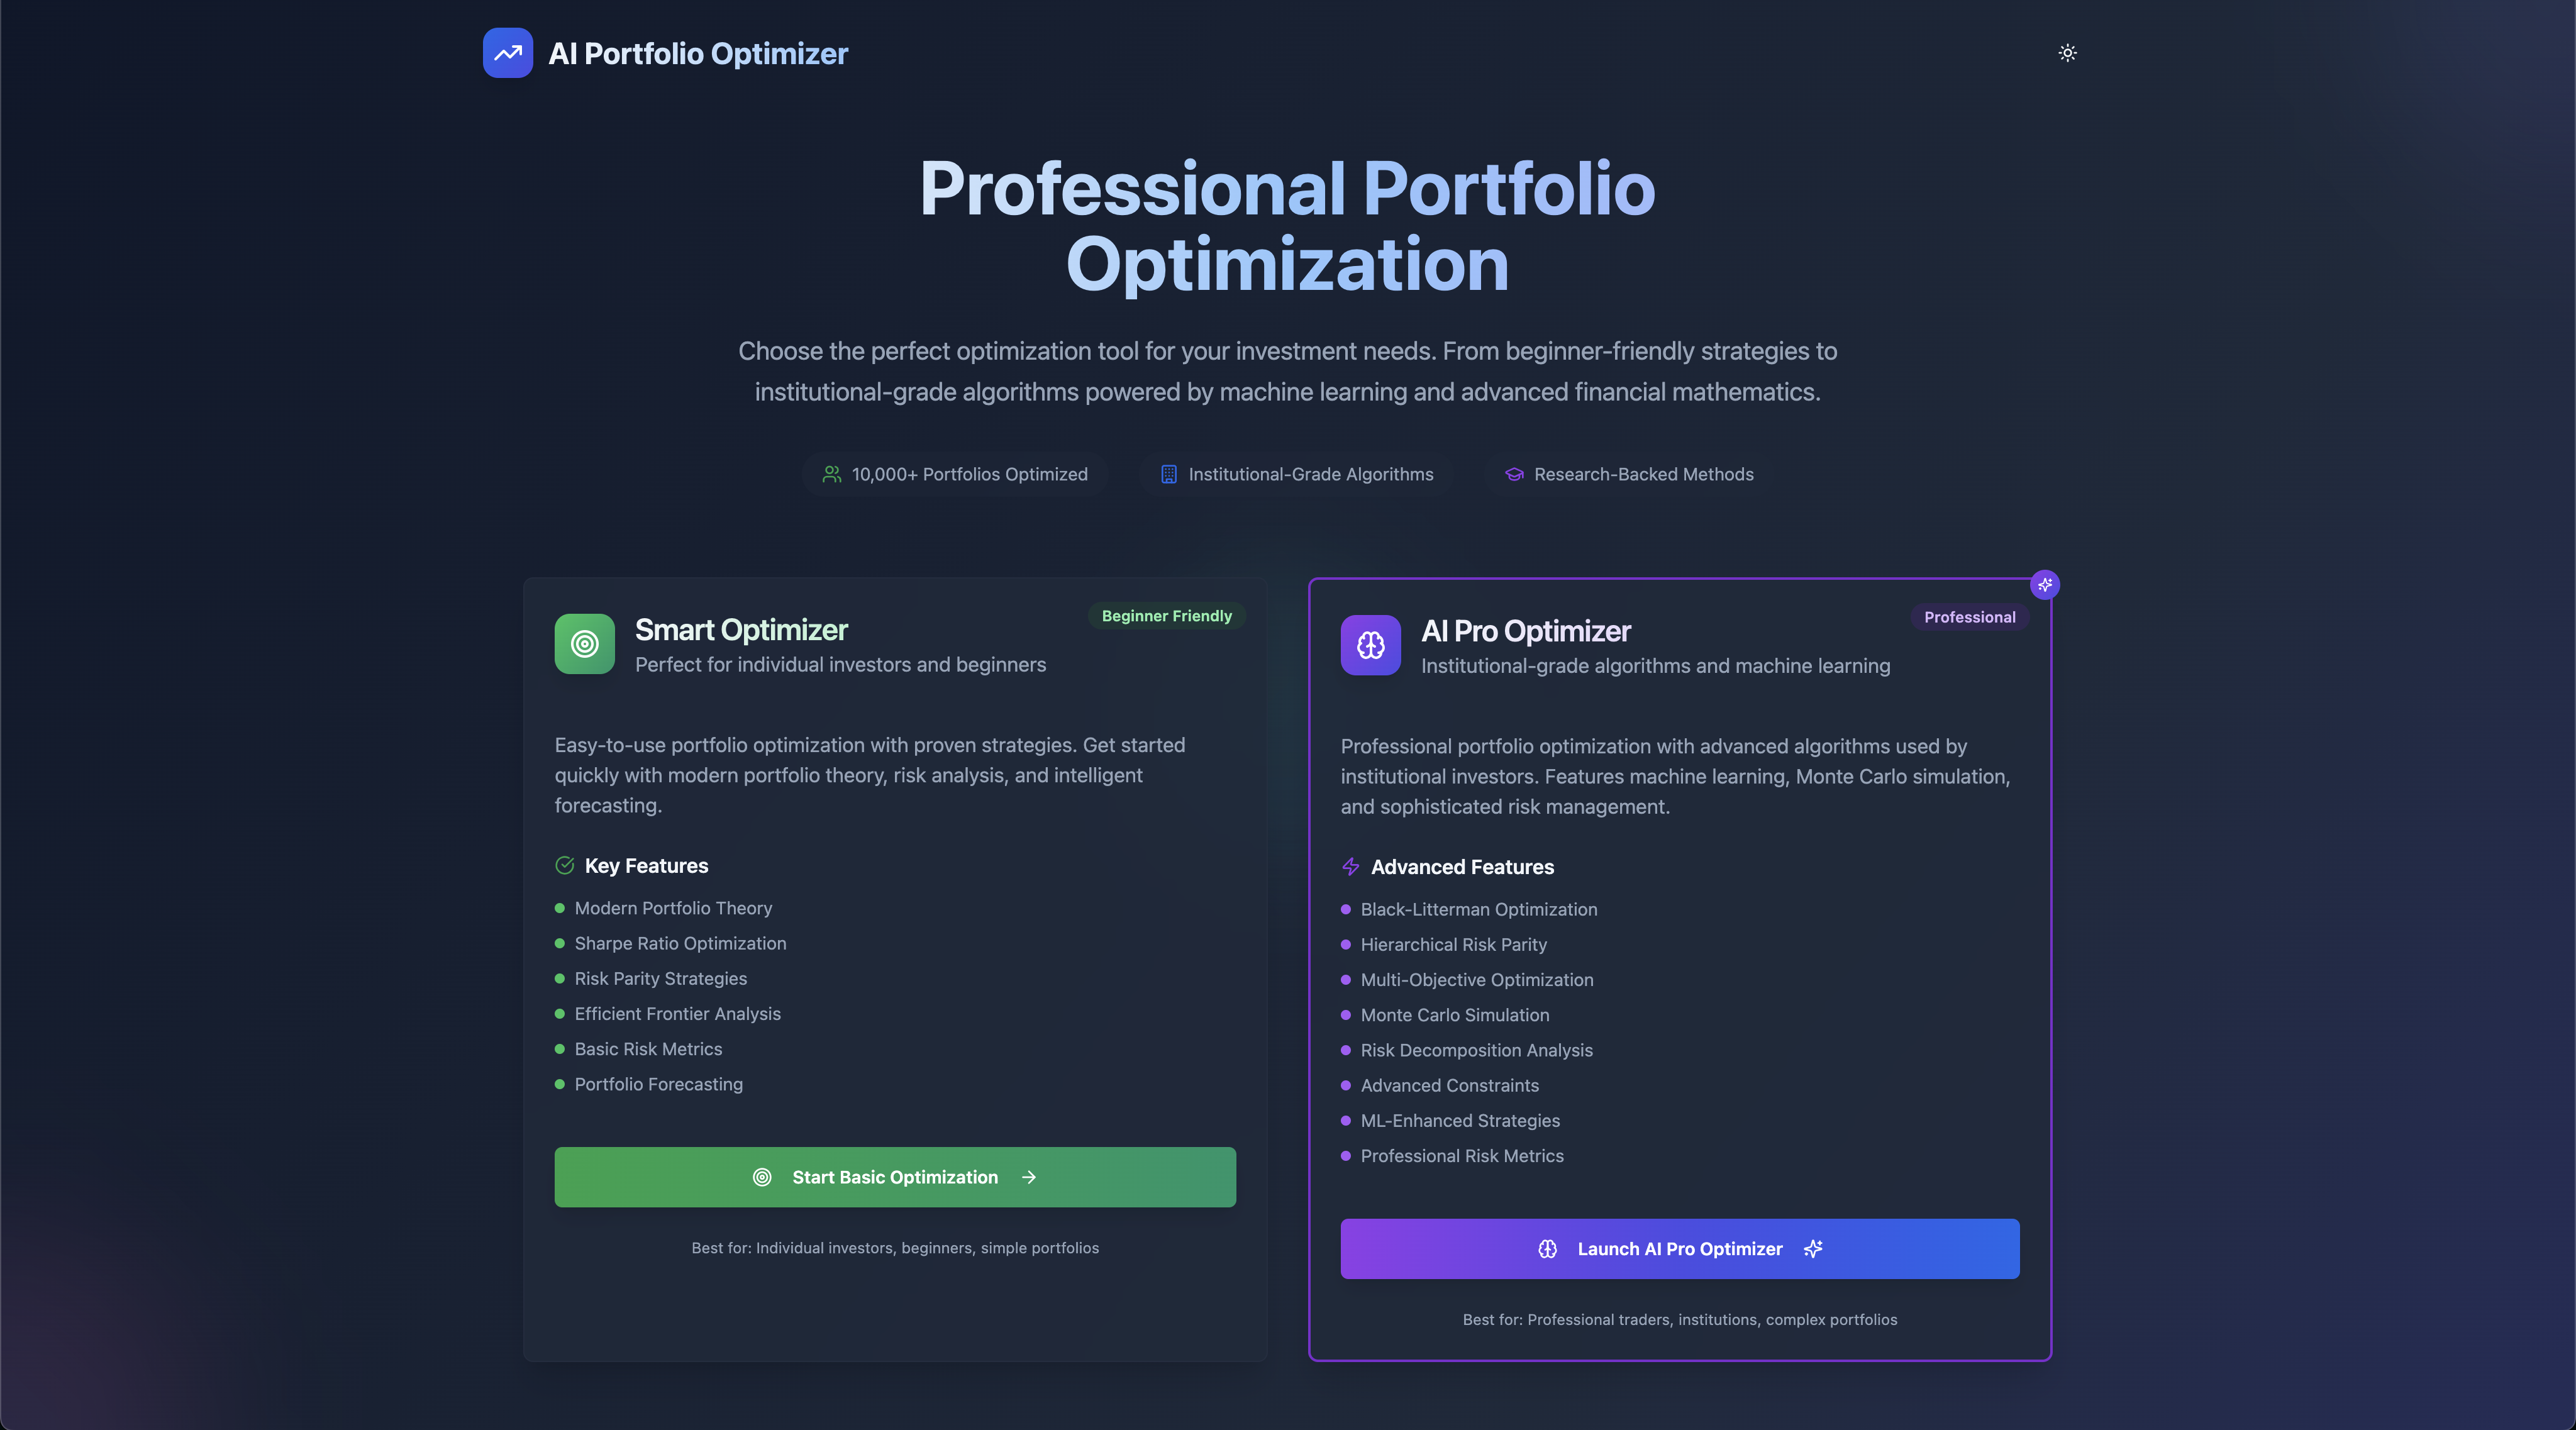 AI Portfolio Optimizer
Professional Portfolio
Optimization
Choose the perfect optimization tool for your investment needs. From beginner-friendly strategies to
institutional-grade algorithms powered by machine learning and advanced financial mathematics.
10,000+ Portfolios Optimized
Institutional-Grade Algorithms
Research-Backed Methods
Smart Optimizer
Beginner Friendly
Perfect for individual investors and beginners
Easy-to-use portfolio optimization with proven strategies. Get started
quickly with modern portfolio theory, risk analysis, and intelligent
forecasting.
Key Features
Modern Portfolio Theory
Sharpe Ratio Optimization
Risk Parity Strategies
Efficient Frontier Analysis
Basic Risk Metrics
Portfolio Forecasting
Start Basic Optimization
Best for: Individual investors, beginners, simple portfolios
AI Pro Optimizer
Professional
Institutional-grade algorithms and machine learning
Professional portfolio optimization with advanced algorithms used by
institutional investors. Features machine learning, Monte Carlo simulation,
and sophisticated risk management.
Advanced Features
Black-Litterman Optimization
Hierarchical Risk Parity
Multi-Objective Optimization
Monte Carlo Simulation
Risk Decomposition Analysis
Advanced Constraints
ML-Enhanced Strategies
Professional Risk Metrics
Launch AI Pro Optimizer
Best for: Professional traders, institutions, complex portfolios